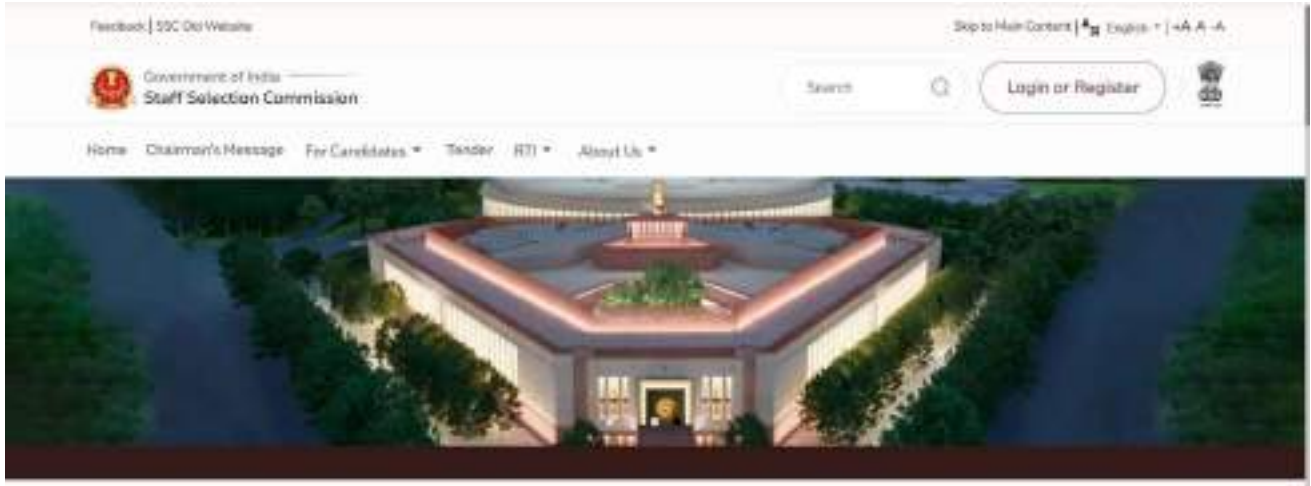 Feedback | SSC Old Website
Skip to Main Content | English | +A A -A
Government of India
Staff Selection Commission
Search
Login or Register
Home Chairman's Message For Candidates Tender RTI About Us